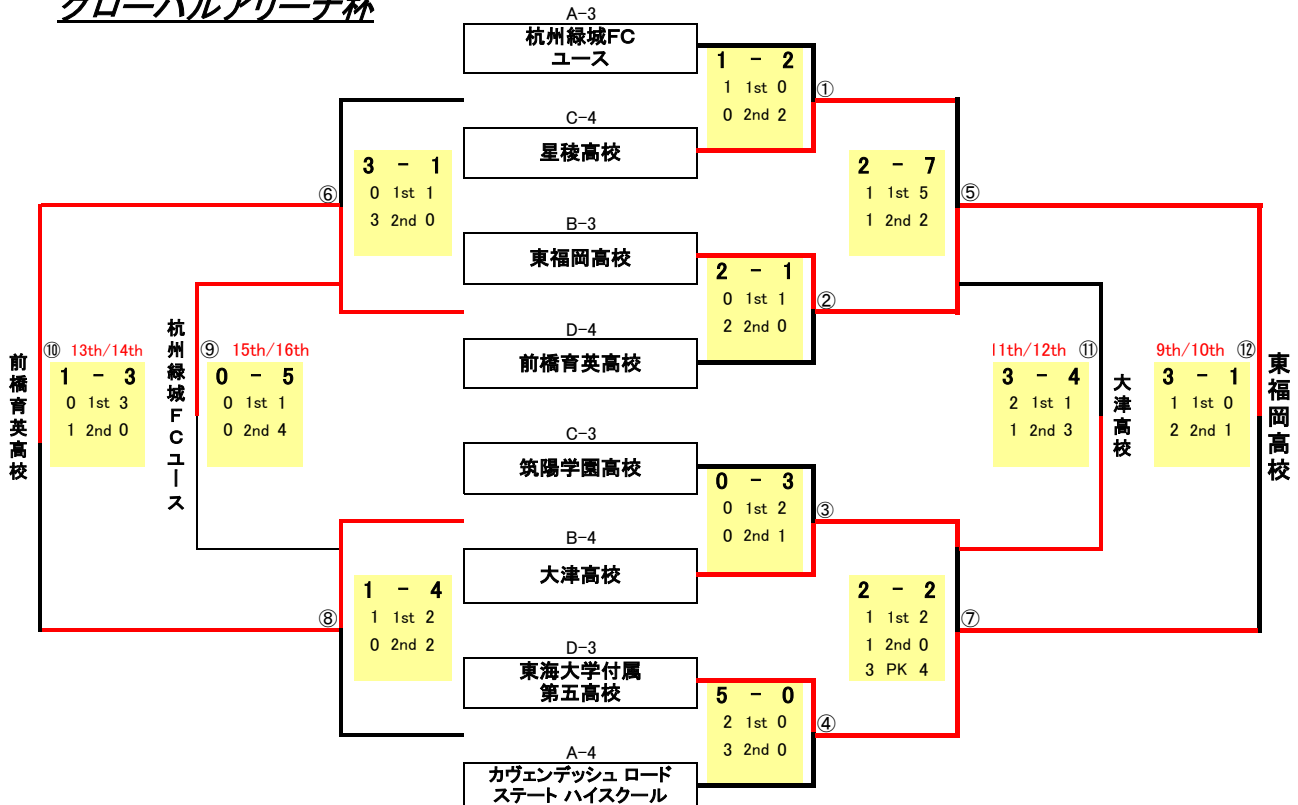 グローバルアリーナ杯
A-3
杭州緑城FC
ユース
1 - 2
1 1st 0
0 2nd 2
①
C-4
星稜高校
3 - 1
0 1st 1
3 2nd 0
⑥
2 - 7
1 1st 5
1 2nd 2
⑤
B-3
東福岡高校
2 - 1
0 1st 1
2 2nd 0
②
D-4
前橋育英高校
前橋育英高校
⑩ 13th/14th
1 - 3
0 1st 3
1 2nd 0
杭州緑城FCユース
⑨ 15th/16th
0 - 5
0 1st 1
0 2nd 4
11th/12th ⑪
3 - 4
2 1st 1
1 2nd 3
大津高校
9th/10th ⑫
3 - 1
1 1st 0
2 2nd 1
東福岡高校
C-3
筑陽学園高校
0 - 3
0 1st 2
0 2nd 1
③
B-4
大津高校
1 - 4
1 1st 2
0 2nd 2
⑧
2 - 2
1 1st 2
1 2nd 0
3 PK 4
⑦
D-3
東海大学付属
第五高校
5 - 0
2 1st 0
3 2nd 0
④
A-4
カヴェンデッシュ ロード
ステート ハイスクール